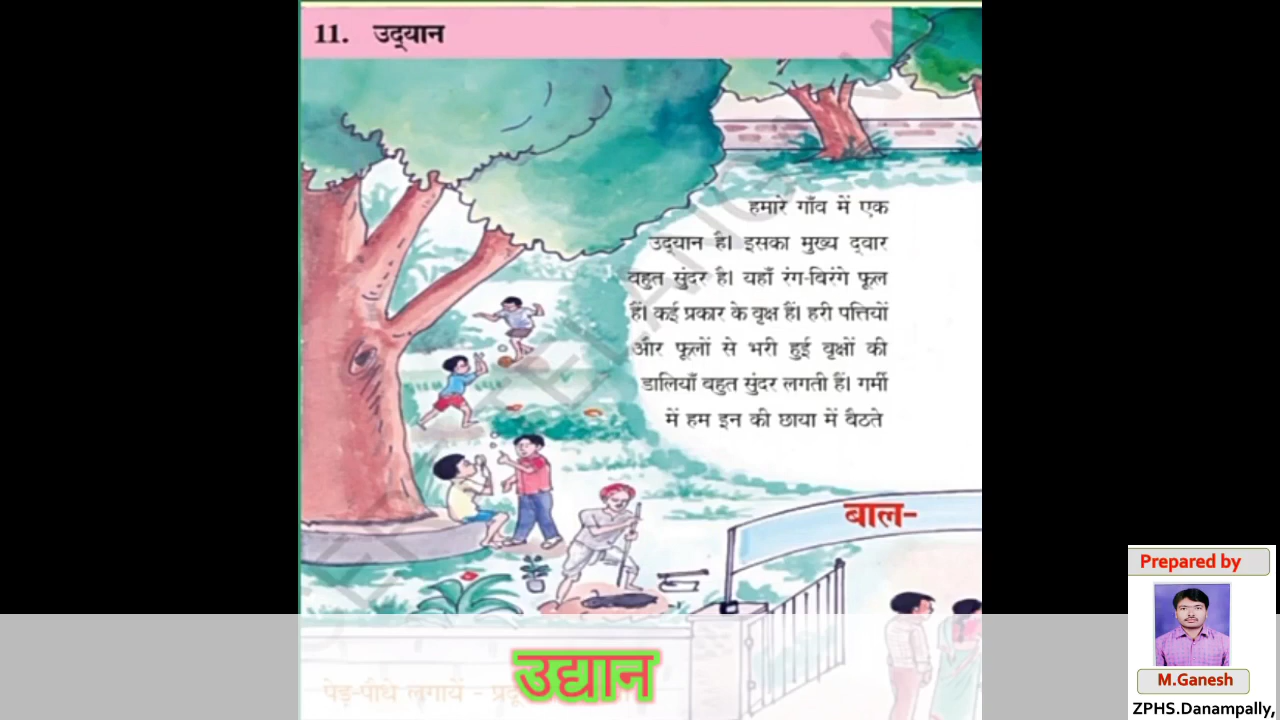 11. उद्‌यान
हमारे गाँव में एक
उद्‌यान है। इसका मुख्य द्‌वार
बहुत सुंदर है। यहाँ रंग-बिरंगे फूल
हैं। कई प्रकार के वृक्ष हैं। हरी पत्तियों
और फूलों से भरी हुई वृक्षों की
डालियाँ बहुत सुंदर लगती हैं। गर्मी
में हम इन की छाया में बैठते
बाल-
पेड़-पौधे लगायें -
उद्यान
Prepared by
M.Ganesh
ZPHS.Danampally,